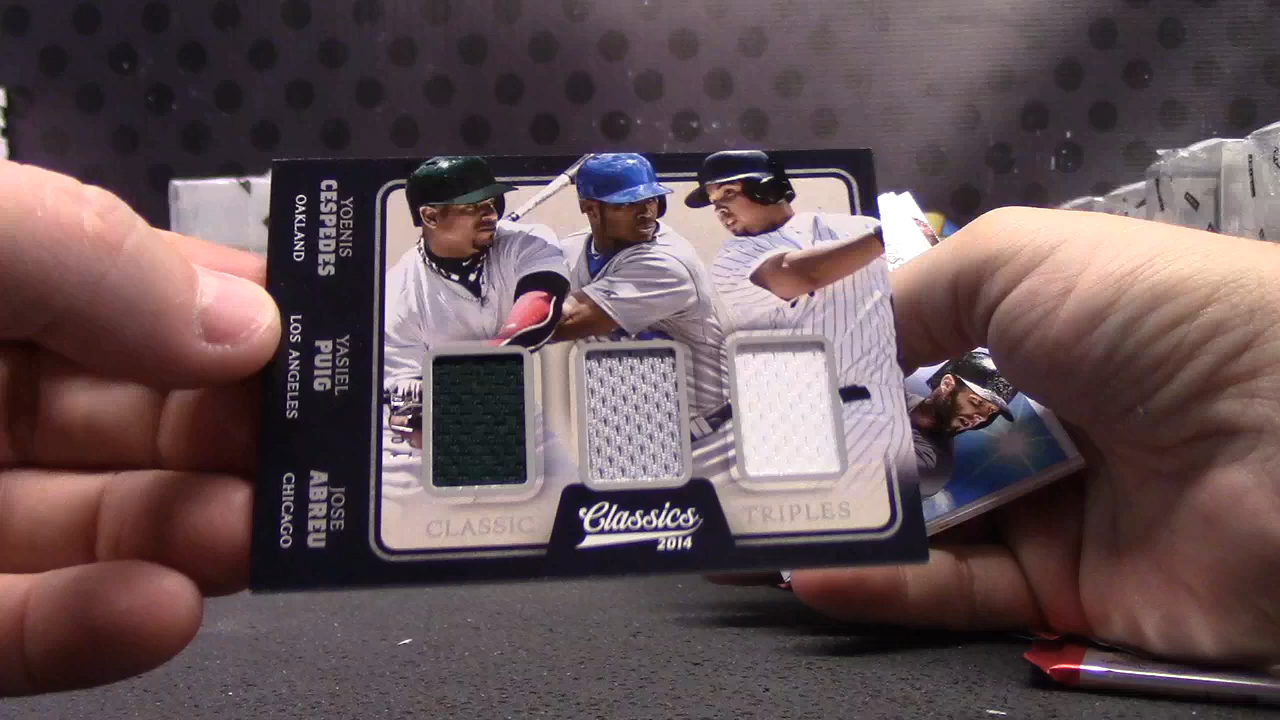 YOENIS
CESPEDES
OAKLAND
YASIEL
PUIG
LOS ANGELES
JOSE
ABREU
CHICAGO
CLASSIC
TRIPLES
Classics
2014